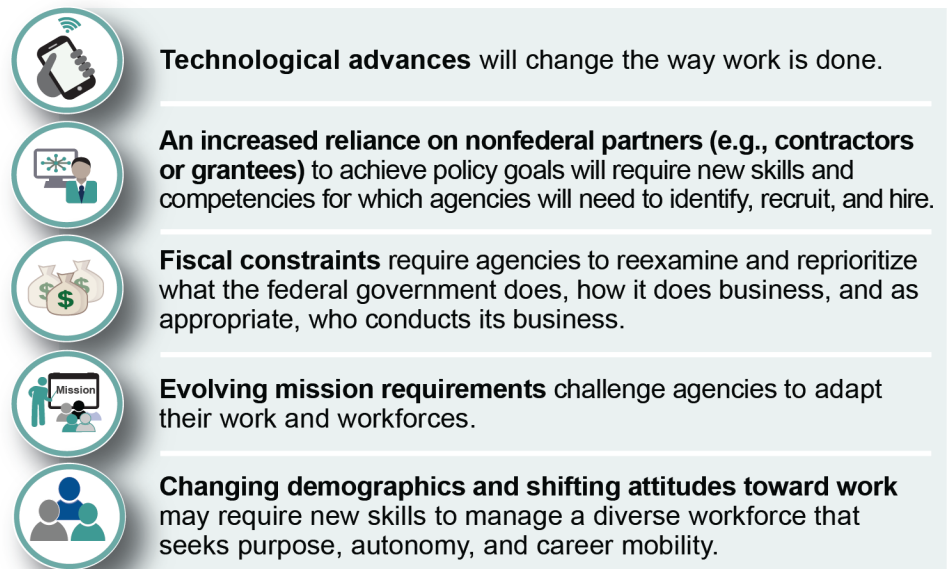 Technological advances will change the way work is done.
An increased reliance on nonfederal partners (e.g., contractors
or grantees) to achieve policy goals will require new skills and
competencies for which agencies will need to identify, recruit, and hire.
$ $
$
Fiscal constraints require agencies to reexamine and reprioritize
what the federal government does, how it does business, and as
appropriate, who conducts its business.
Mission
Evolving mission requirements challenge agencies to adapt
their work and workforces.
Changing demographics and shifting attitudes toward work
may require new skills to manage a diverse workforce that
seeks purpose, autonomy, and career mobility.